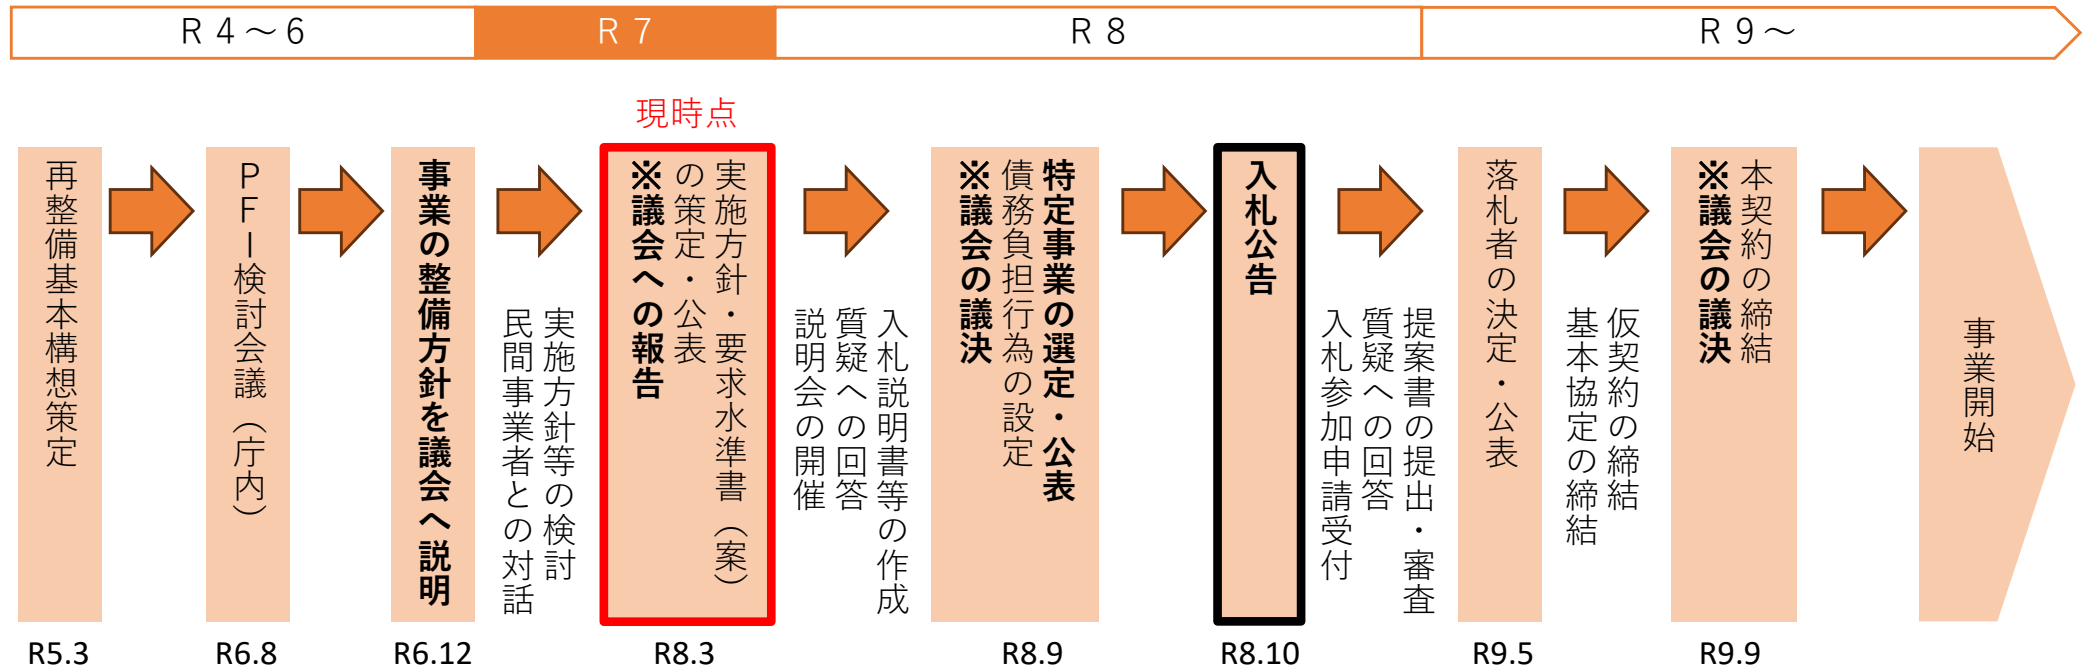 R4～6
R7
R8
R9～
現時点
再整備基本構想策定
PFI検討会議（庁内）
事業の整備方針を議会へ説明
実施方針等の検討
民間事業者との対話
実施方針・要求水準書（案）
の策定・公表
※議会への報告
入札説明書等の作成
質疑への回答
説明会の開催
特定事業の選定・公表
債務負担行為の設定
※議会の議決
入札公告
提案書の提出・審査
質疑への回答
入札参加申請受付
落札者の決定・公表
仮契約の締結
基本協定の締結
本契約の締結
※議会の議決
事業開始
R5.3
R6.8
R6.12
R8.3
R8.9
R8.10
R9.5
R9.9